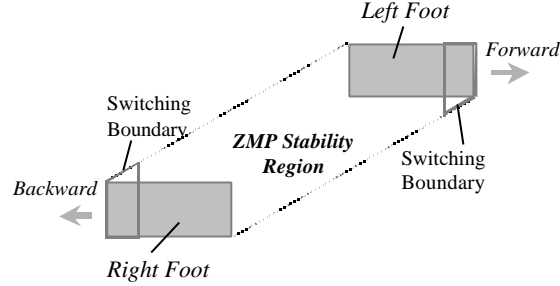 Left Foot
Forward
Switching
Boundary
ZMP Stability
Region
Switching
Boundary
Backward
Right Foot